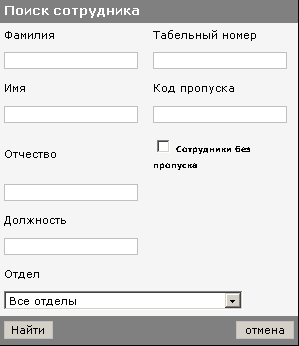 Поиск сотрудника
Фамилия Табельный номер
Имя Код пропуска
Отчество Сотрудники без
пропуска
Должность
Отдел
Все отделы
Найти отмена